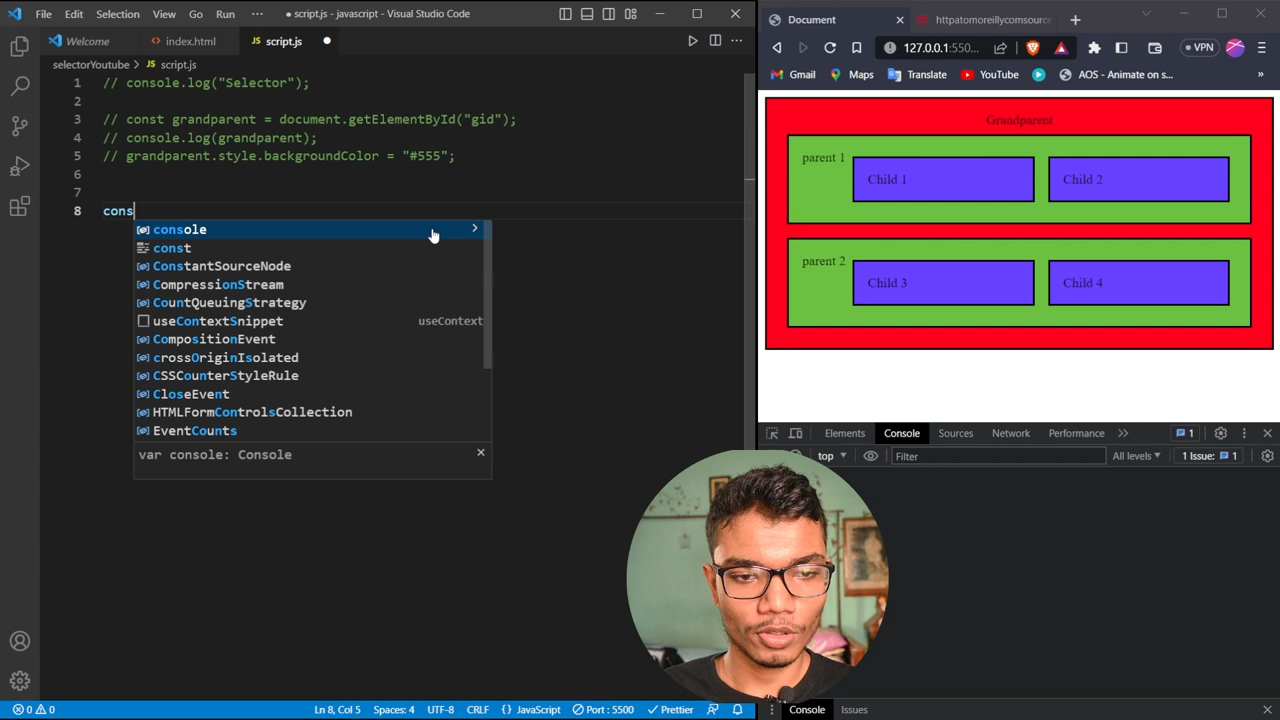 File Edit Selection View Go Run ··· ● script.js - javascript - Visual Studio Code
Welcome index.html script.js ●
selectorYoutube > script.js
1 // console.log("Selector");
2
3 // const grandparent = document.getElementById("gid");
4 // console.log(grandparent);
5 // grandparent.style.backgroundColor = "#555";
6
7
8 cons
console
const
ConstantSourceNode
CompressionStream
CountQueuingStrategy
useContextSnippet useContext
CompositionEvent
crossOriginIsolated
CSSCounterStyleRule
CloseEvent
HTMLFormControlsCollection
EventCounts
var console: Console
0 0 Ln 8, Col 5 Spaces: 4 UTF-8 CRLF {} JavaScript Port : 5500 Prettier
Document httpatomoreillycomsource
127.0.0.1:550... VPN
Gmail Maps Translate YouTube AOS - Animate on s... »
Grandparent
parent 1 Child 1 Child 2
parent 2 Child 3 Child 4
Elements Console Sources Network Performance 1
top Filter All levels 1 Issue: 1
Console Issues